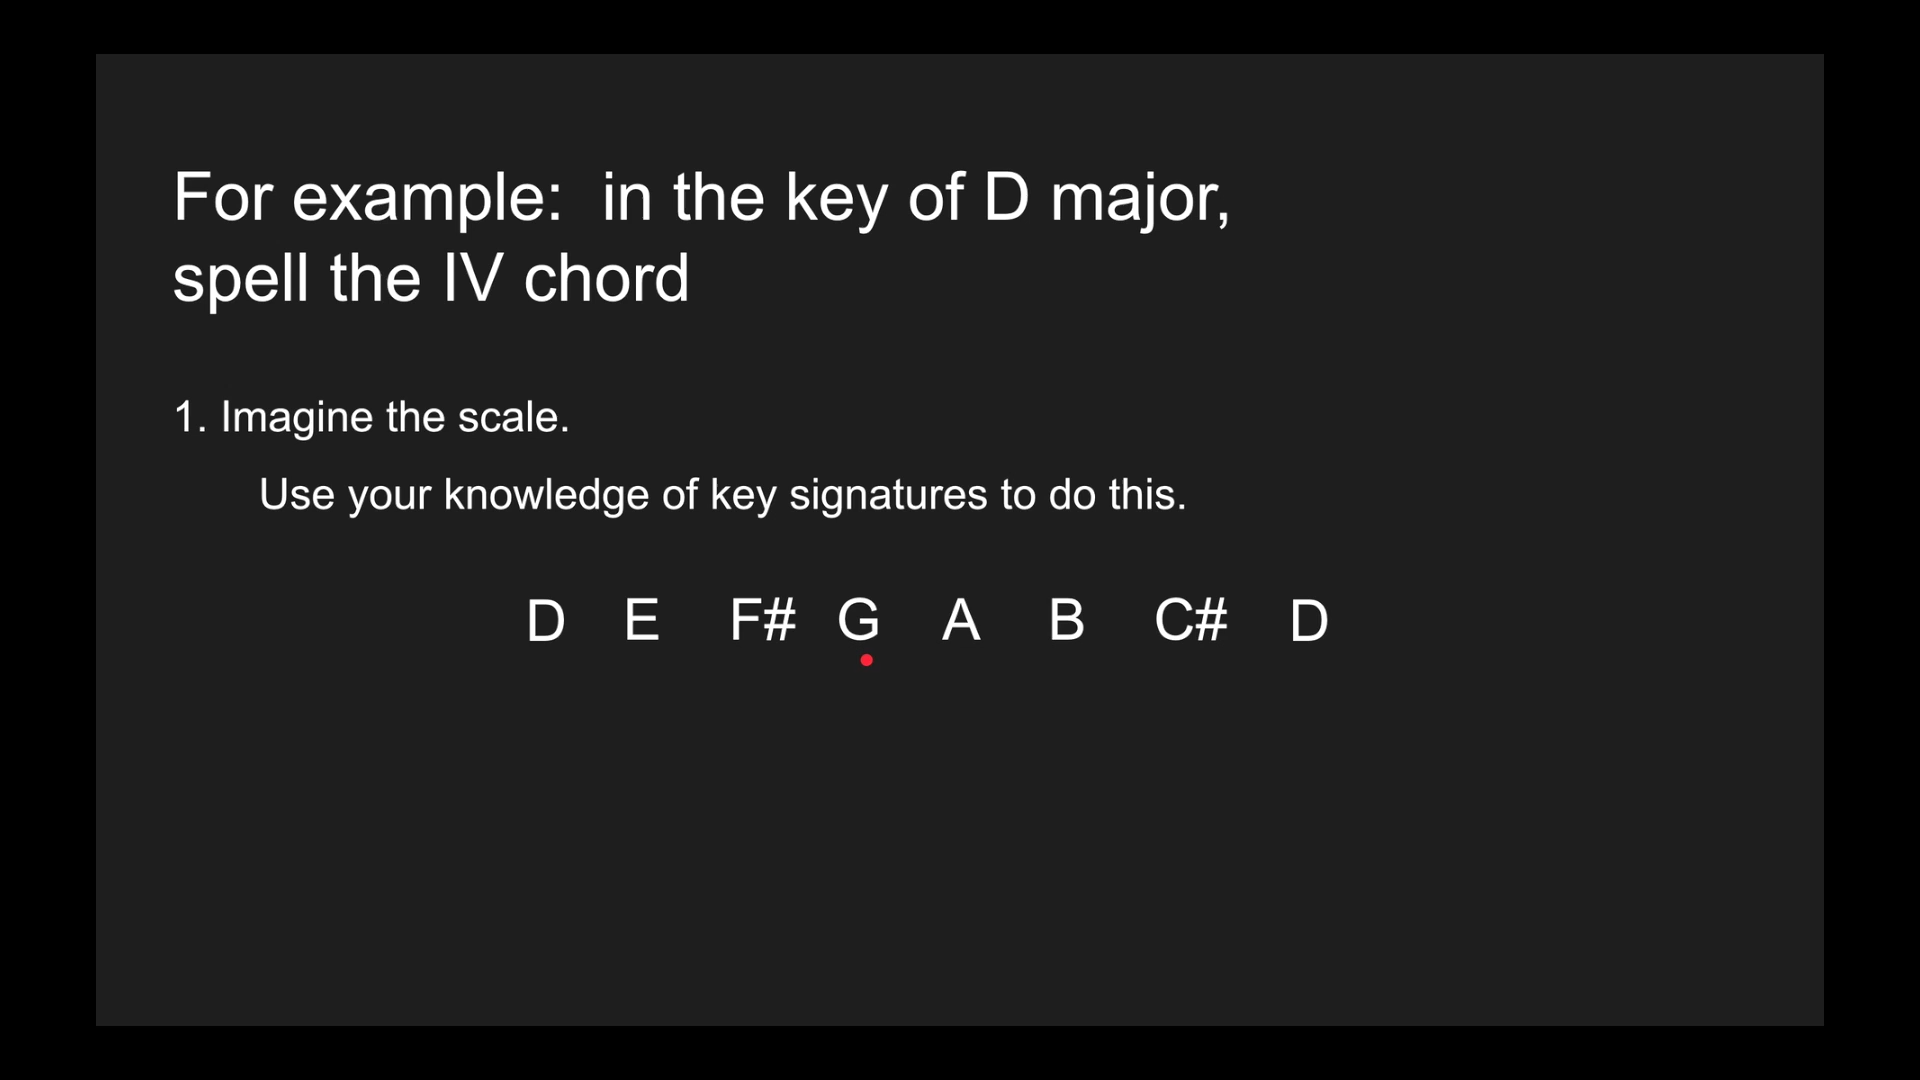 For example:  in the key of D major,
spell the IV chord
1. Imagine the scale.
Use your knowledge of key signatures to do this.
D E F# G A B C# D